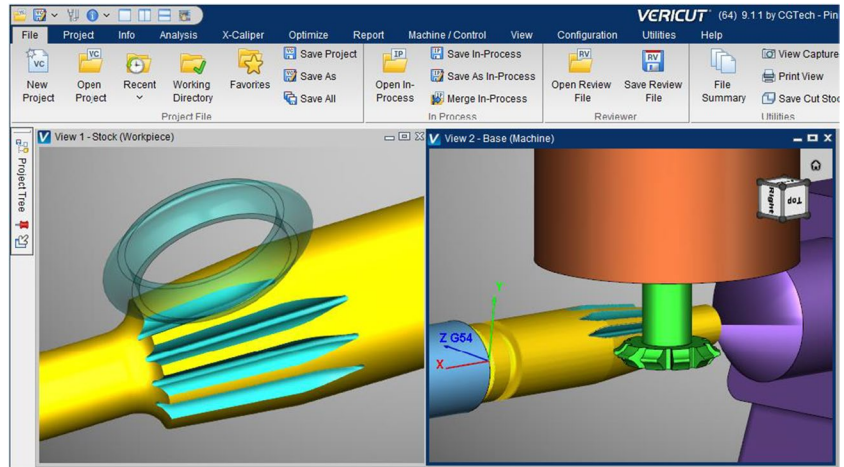 VERICUT (64) 9.1.1 by CGTech - Pin
File Project Info Analysis X-Caliper Optimize Report Machine / Control View Configuration Utilities Help
VC
New Project
VC
Open Project
Recent
Working Directory
Favorites
Save Project
Save As
Save All
Project File
IP
Open In-Process
Save In-Process
Save As In-Process
Merge In-Process
In Process
RV
Open Review File
RV
Save Review File
Reviewer
File Summary
View Capture
Print View
Save Cut Stoc
Utilities
Project Tree
View 1 - Stock (Workpiece)
View 2 - Base (Machine)
Right
Top
Y
Z G54
X